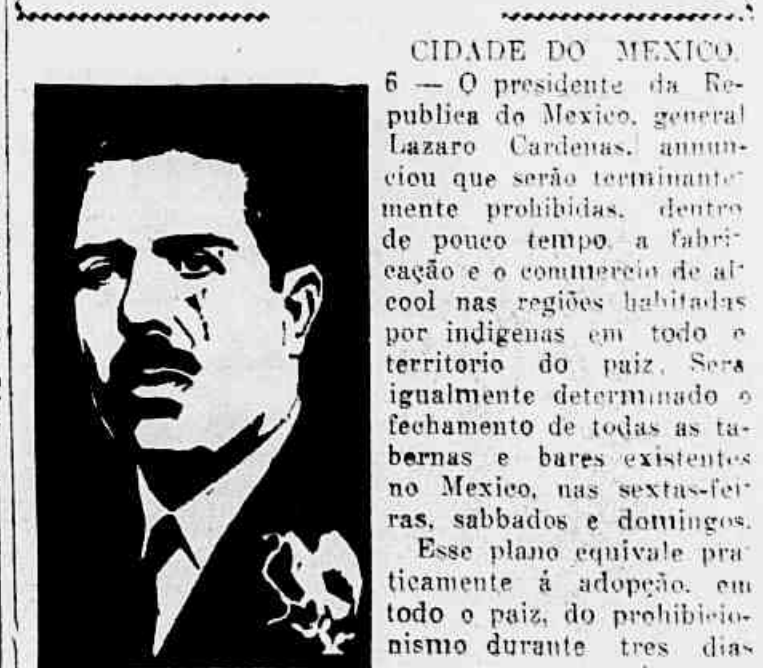 CIDADE DO MEXICO,
6 — O presidente da Re-
publica do Mexico, general
Lazaro Cardenas, annun-
ciou que serão terminante-
mente prohibidas, dentro
de pouco tempo, a fabri-
cação e o commercio de al-
cool nas regiões habitadas
por indigenas em todo o
territorio do paiz. Sera
igualmente determinado o
fechamento de todas as ta-
bernas e bares existentes
no Mexico, nas sextas-fei-
ras, sabbados e domingos.
Esse plano equivale pra-
ticamente á adopção, em
todo o paiz, do prohibicio-
nismo durante tres dias